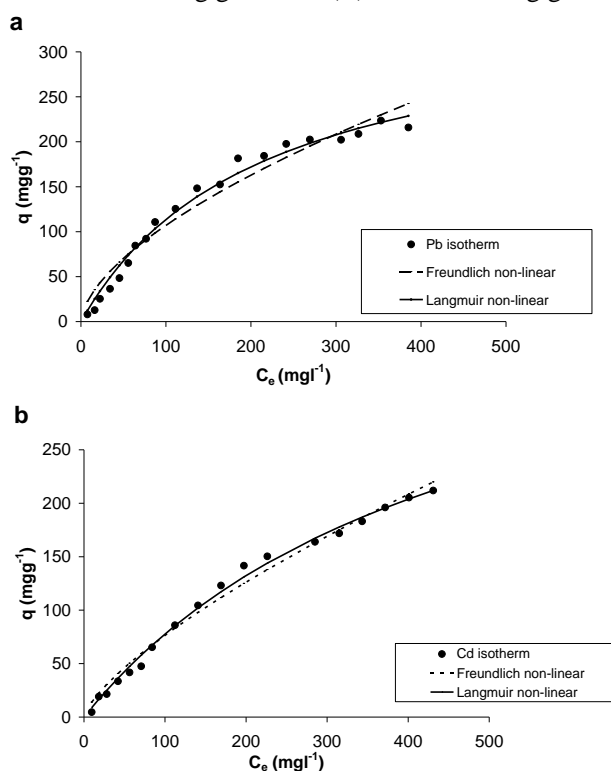 a
300
250
200
150
100
50
0
q (mgg-1)
Pb isotherm
Freundlich non-linear
Langmuir non-linear
0 100 200 300 400 500
Ce (mgl-1)
b
250
200
150
100
50
0
q (mgg-1)
Cd isotherm
Freundlich non-linear
Langmuir non-linear
0 100 200 300 400 500
Ce (mgl-1)